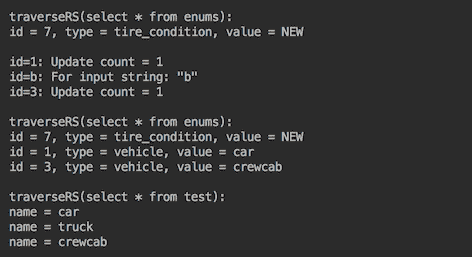 traverseRS(select * from enums):
id = 7, type = tire_condition, value = NEW
id=1: Update count = 1
id=b: For input string: "b"
id=3: Update count = 1
traverseRS(select * from enums):
id = 7, type = tire_condition, value = NEW
id = 1, type = vehicle, value = car
id = 3, type = vehicle, value = crewcab
traverseRS(select * from test):
name = car
name = truck
name = crewcab